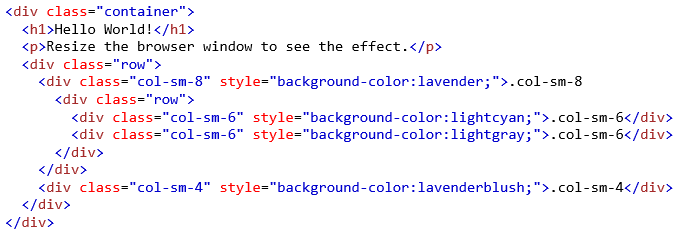 <div class="container">
  <h1>Hello World!</h1>
  <p>Resize the browser window to see the effect.</p>
  <div class="row">
    <div class="col-sm-8" style="background-color:lavender;">.col-sm-8
      <div class="row">
        <div class="col-sm-6" style="background-color:lightcyan;">.col-sm-6</div>
        <div class="col-sm-6" style="background-color:lightgray;">.col-sm-6</div>
      </div>
    </div>
    <div class="col-sm-4" style="background-color:lavenderblush;">.col-sm-4</div>
  </div>
</div>